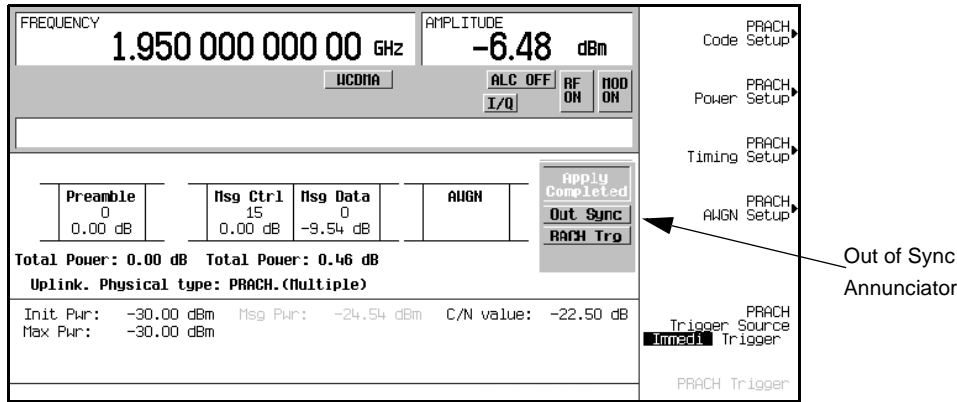 FREQUENCY
1.950 000 000 00 GHz
AMPLITUDE
-6.48 dBm
WCDMA
ALC OFF
I/Q
RF ON
MOD ON
Preamble
0
0.00 dB
Msg Ctrl
15
0.00 dB
Msg Data
0
-9.54 dB
AWGN
Apply
Completed
Out Sync
RACH Trg
Total Power: 0.00 dB Total Power: 0.46 dB
Uplink. Physical type: PRACH.(Multiple)
Init Pwr: -30.00 dBm Msg Pwr: -24.54 dBm C/N value: -22.50 dB
Max Pwr: -30.00 dBm
PRACH
Code Setup
PRACH
Power Setup
PRACH
Timing Setup
PRACH
AWGN Setup
PRACH
Trigger Source
Immedi Trigger
PRACH Trigger
Out of Sync
Annunciator